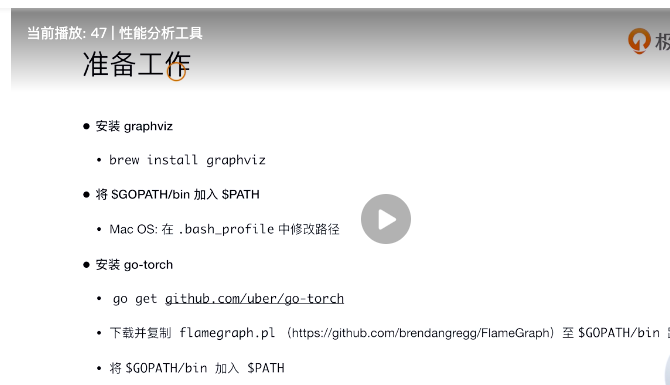 当前播放: 47 | 性能分析工具
极
准备工作
● 安装 graphviz
• brew install graphviz
● 将 $GOPATH/bin 加入 $PATH
• Mac OS: 在 .bash_profile 中修改路径
● 安装 go-torch
• go get github.com/uber/go-torch
• 下载并复制 flamegraph.pl （https://github.com/brendangregg/FlameGraph）至 $GOPATH/bin
• 将 $GOPATH/bin 加入 $PATH